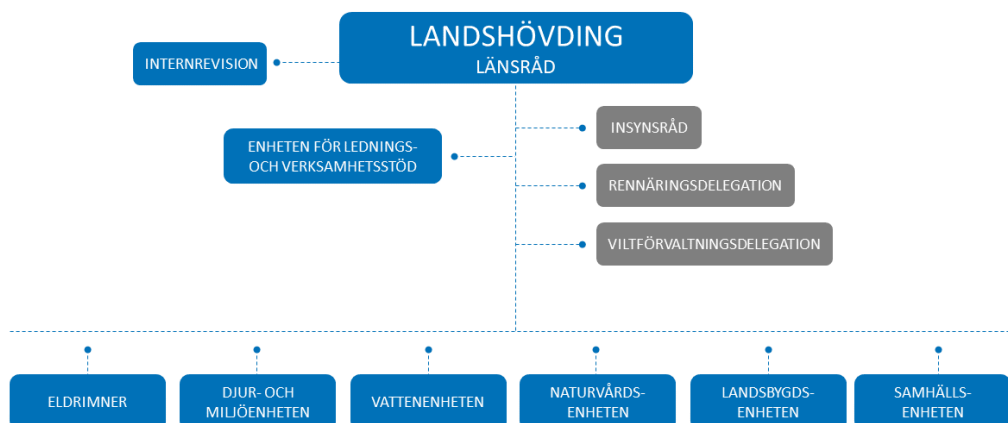 LANDSHÖVDING
LÄNSRÅD
INTERNREVISION
INSYNSRÅD
ENHETEN FÖR LEDNINGS-
OCH VERKSAMHETSSTÖD
RENNÄRINGSDELEGATION
VILTFÖRVALTNINGSDELEGATION
ELDRIMNER
DJUR- OCH
MILJÖENHETEN
VATTENENHETEN
NATURVÅRDS-
ENHETEN
LANDSBYGDS-
ENHETEN
SAMHÄLLS-
ENHETEN